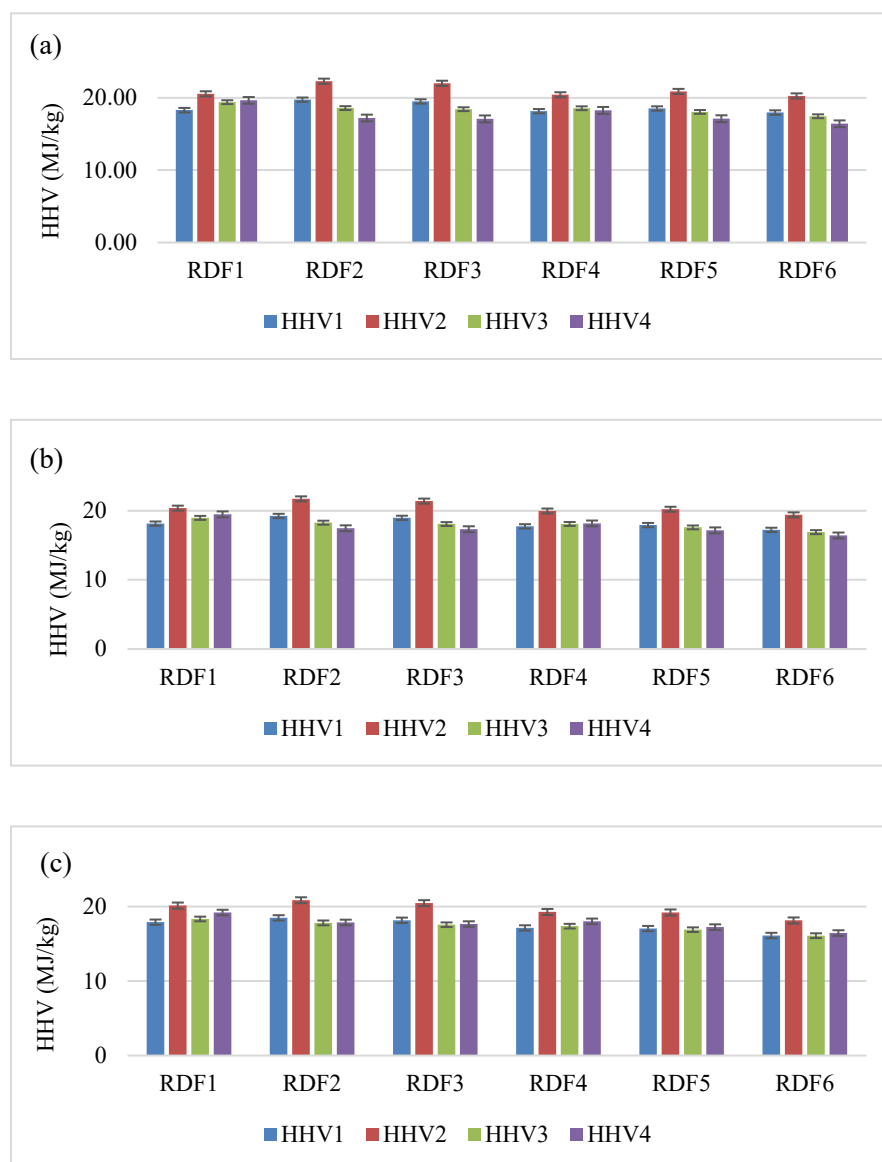 (a)
HHV (MJ/kg)
20.00
10.00
0.00
RDF1 RDF2 RDF3 RDF4 RDF5 RDF6
HHV1 HHV2 HHV3 HHV4
(b)
HHV (MJ/kg)
20
10
0
RDF1 RDF2 RDF3 RDF4 RDF5 RDF6
HHV1 HHV2 HHV3 HHV4
(c)
HHV (MJ/kg)
20
10
0
RDF1 RDF2 RDF3 RDF4 RDF5 RDF6
HHV1 HHV2 HHV3 HHV4